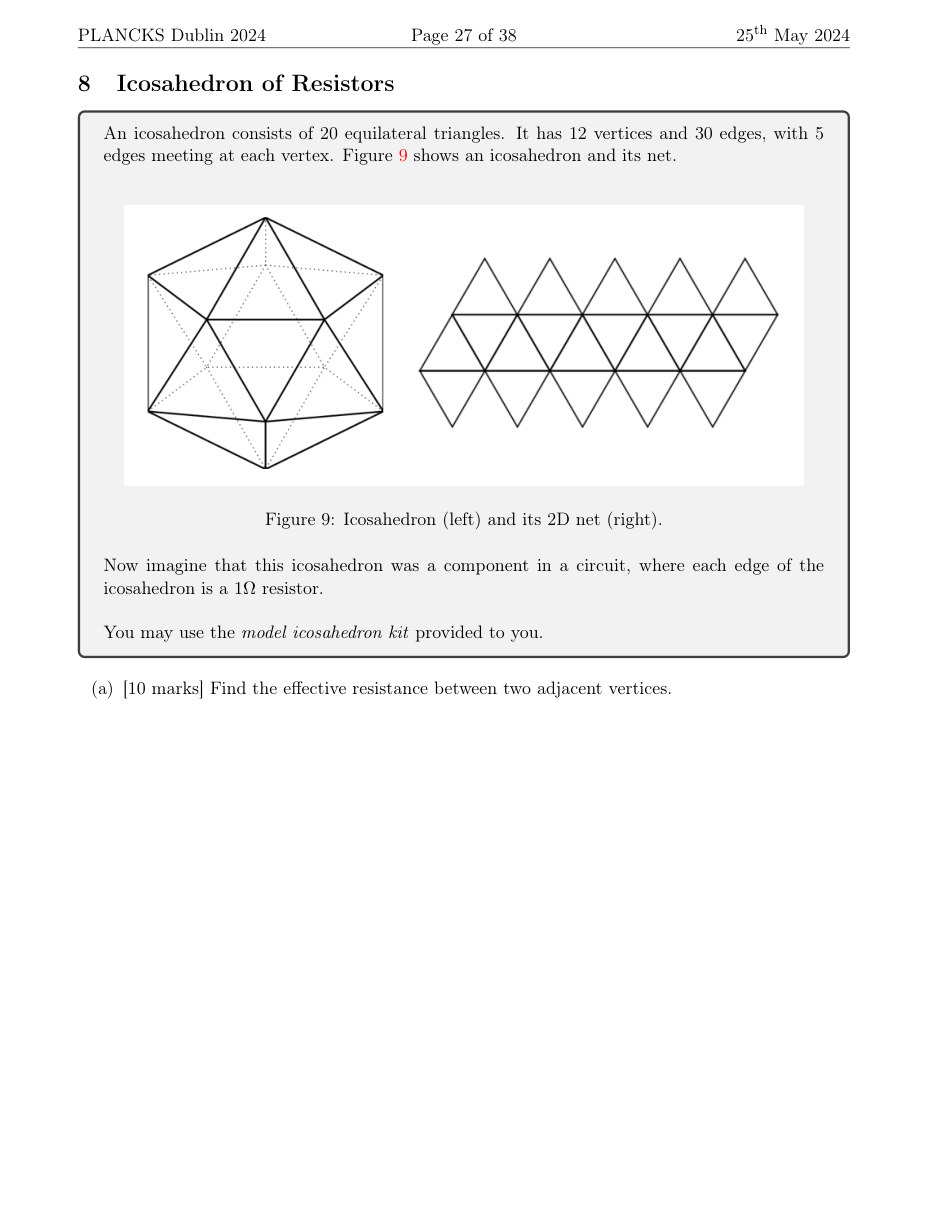 PLANCKS Dublin 2024 Page 27 of 38 25th May 2024
8 Icosahedron of Resistors
An icosahedron consists of 20 equilateral triangles. It has 12 vertices and 30 edges, with 5
edges meeting at each vertex. Figure 9 shows an icosahedron and its net.
Figure 9: Icosahedron (left) and its 2D net (right).
Now imagine that this icosahedron was a component in a circuit, where each edge of the
icosahedron is a 1Ω resistor.
You may use the model icosahedron kit provided to you.
(a) [10 marks] Find the effective resistance between two adjacent vertices.